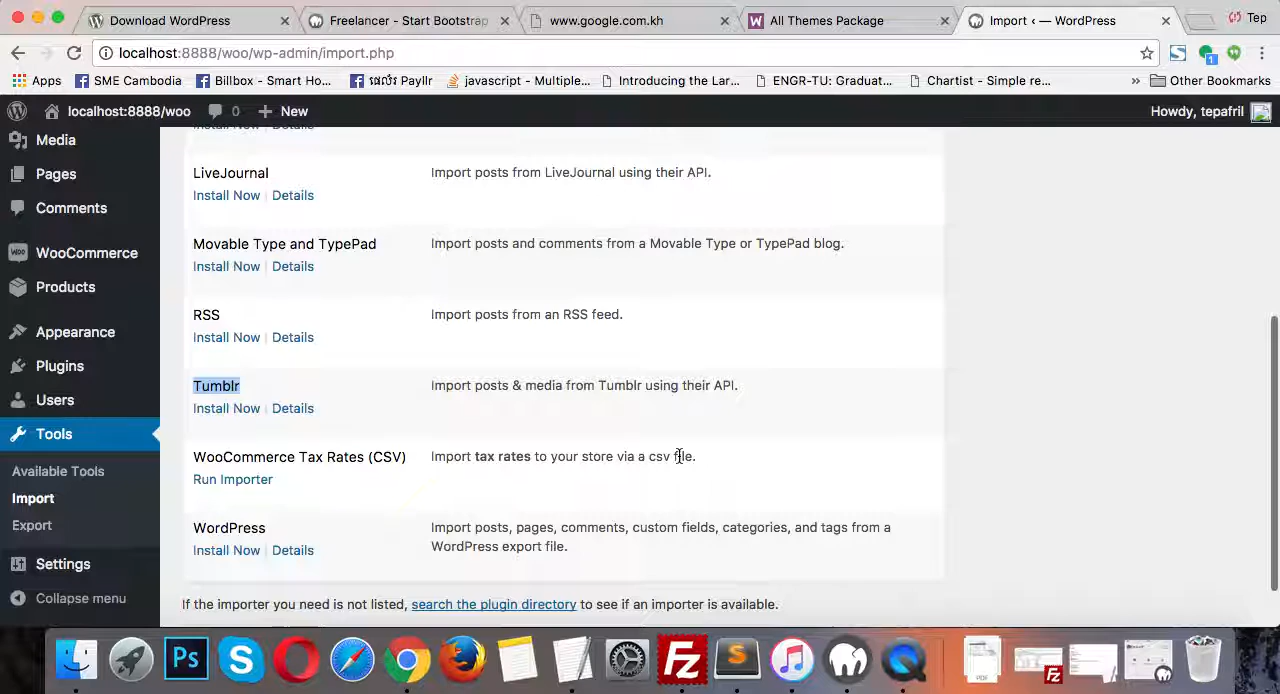 Download WordPress
Freelancer - Start Bootstrap
www.google.com.kh
All Themes Package
Import ‹ — WordPress
Tep
localhost:8888/woo/wp-admin/import.php
Apps
SME Cambodia
Billbox - Smart Ho...
javascript - Multiple...
Introducing the Lar...
ENGR-TU: Graduat...
Chartist - Simple re...
»
Other Bookmarks
localhost:8888/woo
0
+ New
Howdy, tepafril
Media
Pages
Comments
WooCommerce
Products
Appearance
Plugins
Users
Tools
Available Tools
Import
Export
Settings
Collapse menu
Install Now | Details
LiveJournal
Import posts from LiveJournal using their API.
Install Now | Details
Movable Type and TypePad
Import posts and comments from a Movable Type or TypePad blog.
Install Now | Details
RSS
Import posts from an RSS feed.
Install Now | Details
Tumblr
Import posts & media from Tumblr using their API.
Install Now | Details
WooCommerce Tax Rates (CSV)
Import tax rates to your store via a csv file.
Run Importer
WordPress
Import posts, pages, comments, custom fields, categories, and tags from a
WordPress export file.
Install Now | Details
If the importer you need is not listed, search the plugin directory to see if an importer is available.
Ps
Fz